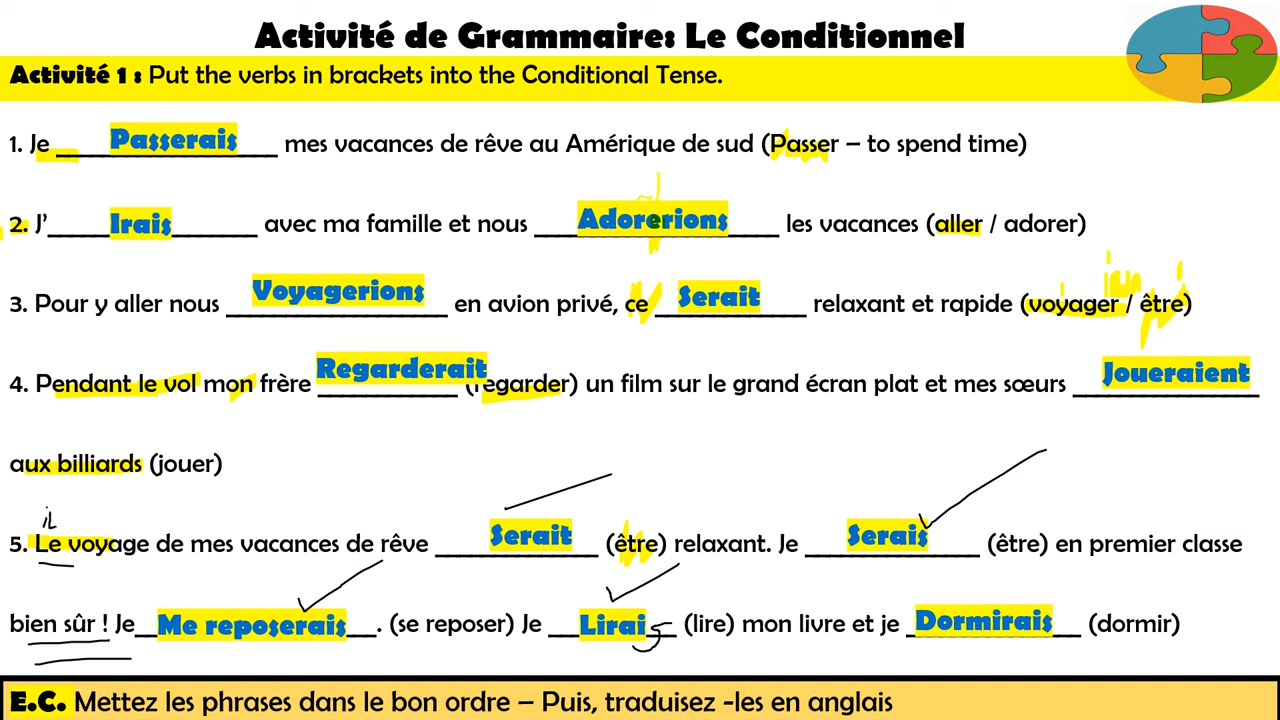 Activité de Grammaire: Le Conditionnel
Activité 1 : Put the verbs in brackets into the Conditional Tense.
1. Je Passerais mes vacances de rêve au Amérique de sud (Passer – to spend time)
2. J' Irais avec ma famille et nous Adorerions les vacances (aller / adorer)
3. Pour y aller nous Voyagerions en avion privé, ce Serait relaxant et rapide (voyager / être)
4. Pendant le vol mon frère Regarderait (regarder) un film sur le grand écran plat et mes sœurs Joueraient
aux billiards (jouer)
il
5. Le voyage de mes vacances de rêve Serait (être) relaxant. Je Serais (être) en premier classe
bien sûr ! Je Me reposerais. (se reposer) Je Lirais (lire) mon livre et je Dormirais (dormir)
E.C. Mettez les phrases dans le bon ordre – Puis, traduisez -les en anglais